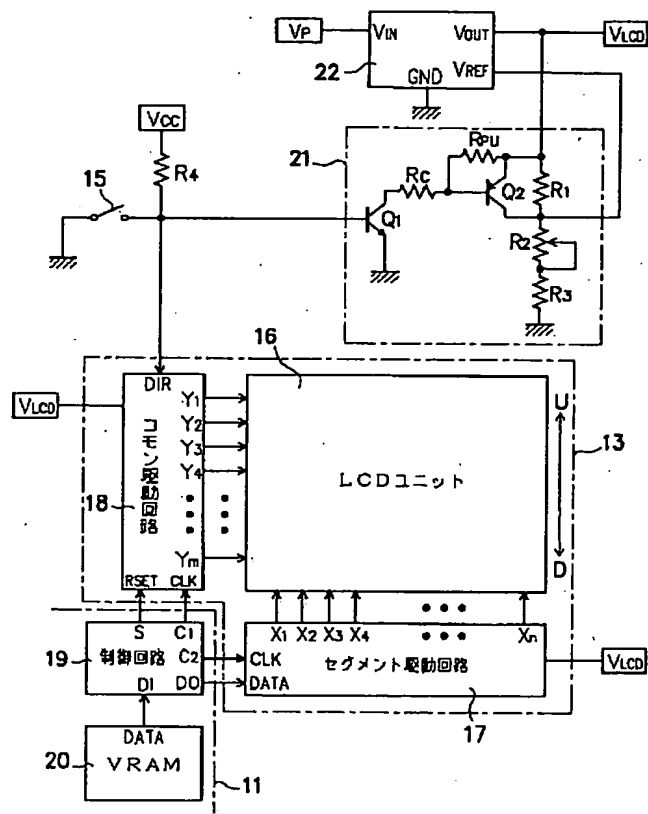 VP
VIN
VOUT
VLCD
22
VREF
GND
VCC
21
RPU
15
R4
RC
Q2
R1
Q1
R2
R3
16
DIR
U
VLCD
Y1
Y2
13
コモン駆動回路
Y3
LCDユニット
Y4
18
Ym
D
RSET
CLK
S
C1
X1
X2
X3
X4
Xn
19
制御回路
C2
CLK
セグメント駆動回路
VLCD
DO
DATA
DI
17
DATA
20
VRAM
11